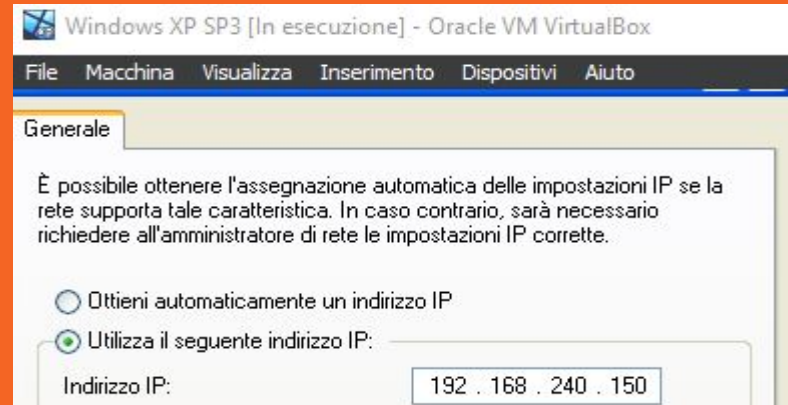 Windows XP SP3 [In esecuzione] - Oracle VM VirtualBox
File Macchina Visualizza Inserimento Dispositivi Aiuto
Generale
È possibile ottenere l'assegnazione automatica delle impostazioni IP se la
rete supporta tale caratteristica. In caso contrario, sarà necessario
richiedere all'amministratore di rete le impostazioni IP corrette.
Ottieni automaticamente un indirizzo IP
Utilizza il seguente indirizzo IP:
Indirizzo IP: 192 . 168 . 240 . 150